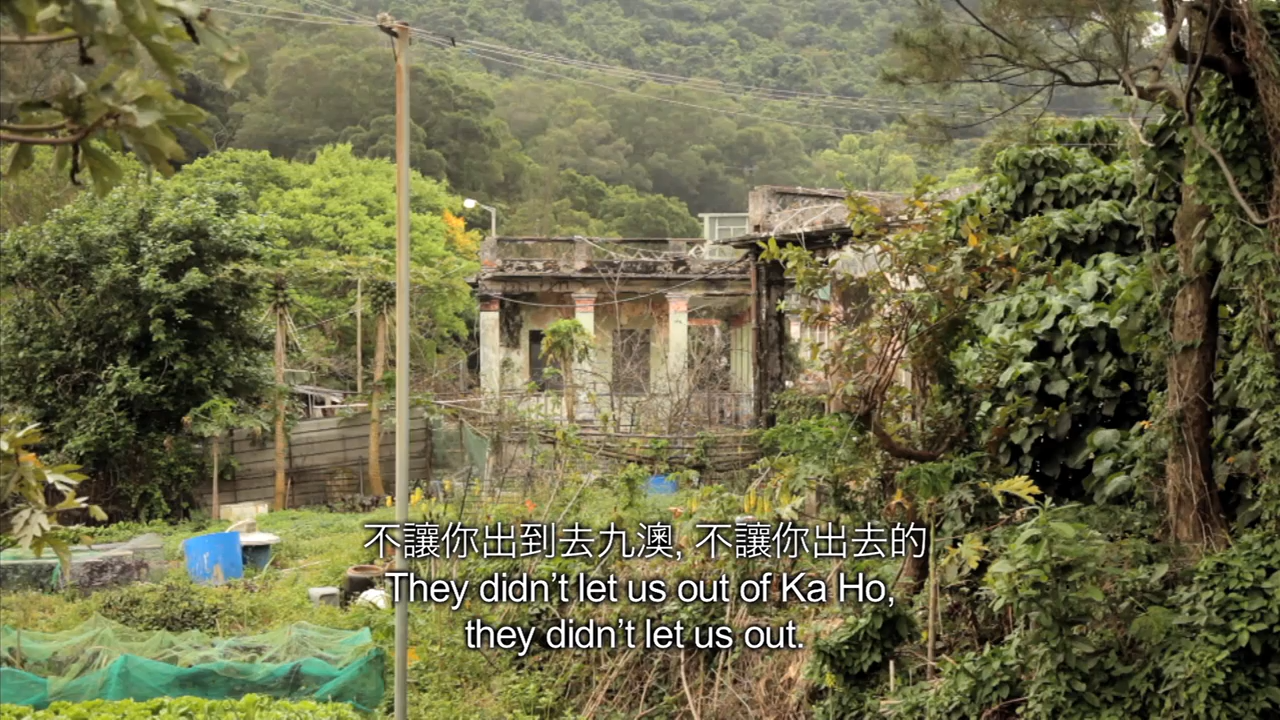 不讓你出到去九澳, 不讓你出去的
They didn't let us out of Ka Ho,
they didn't let us out.